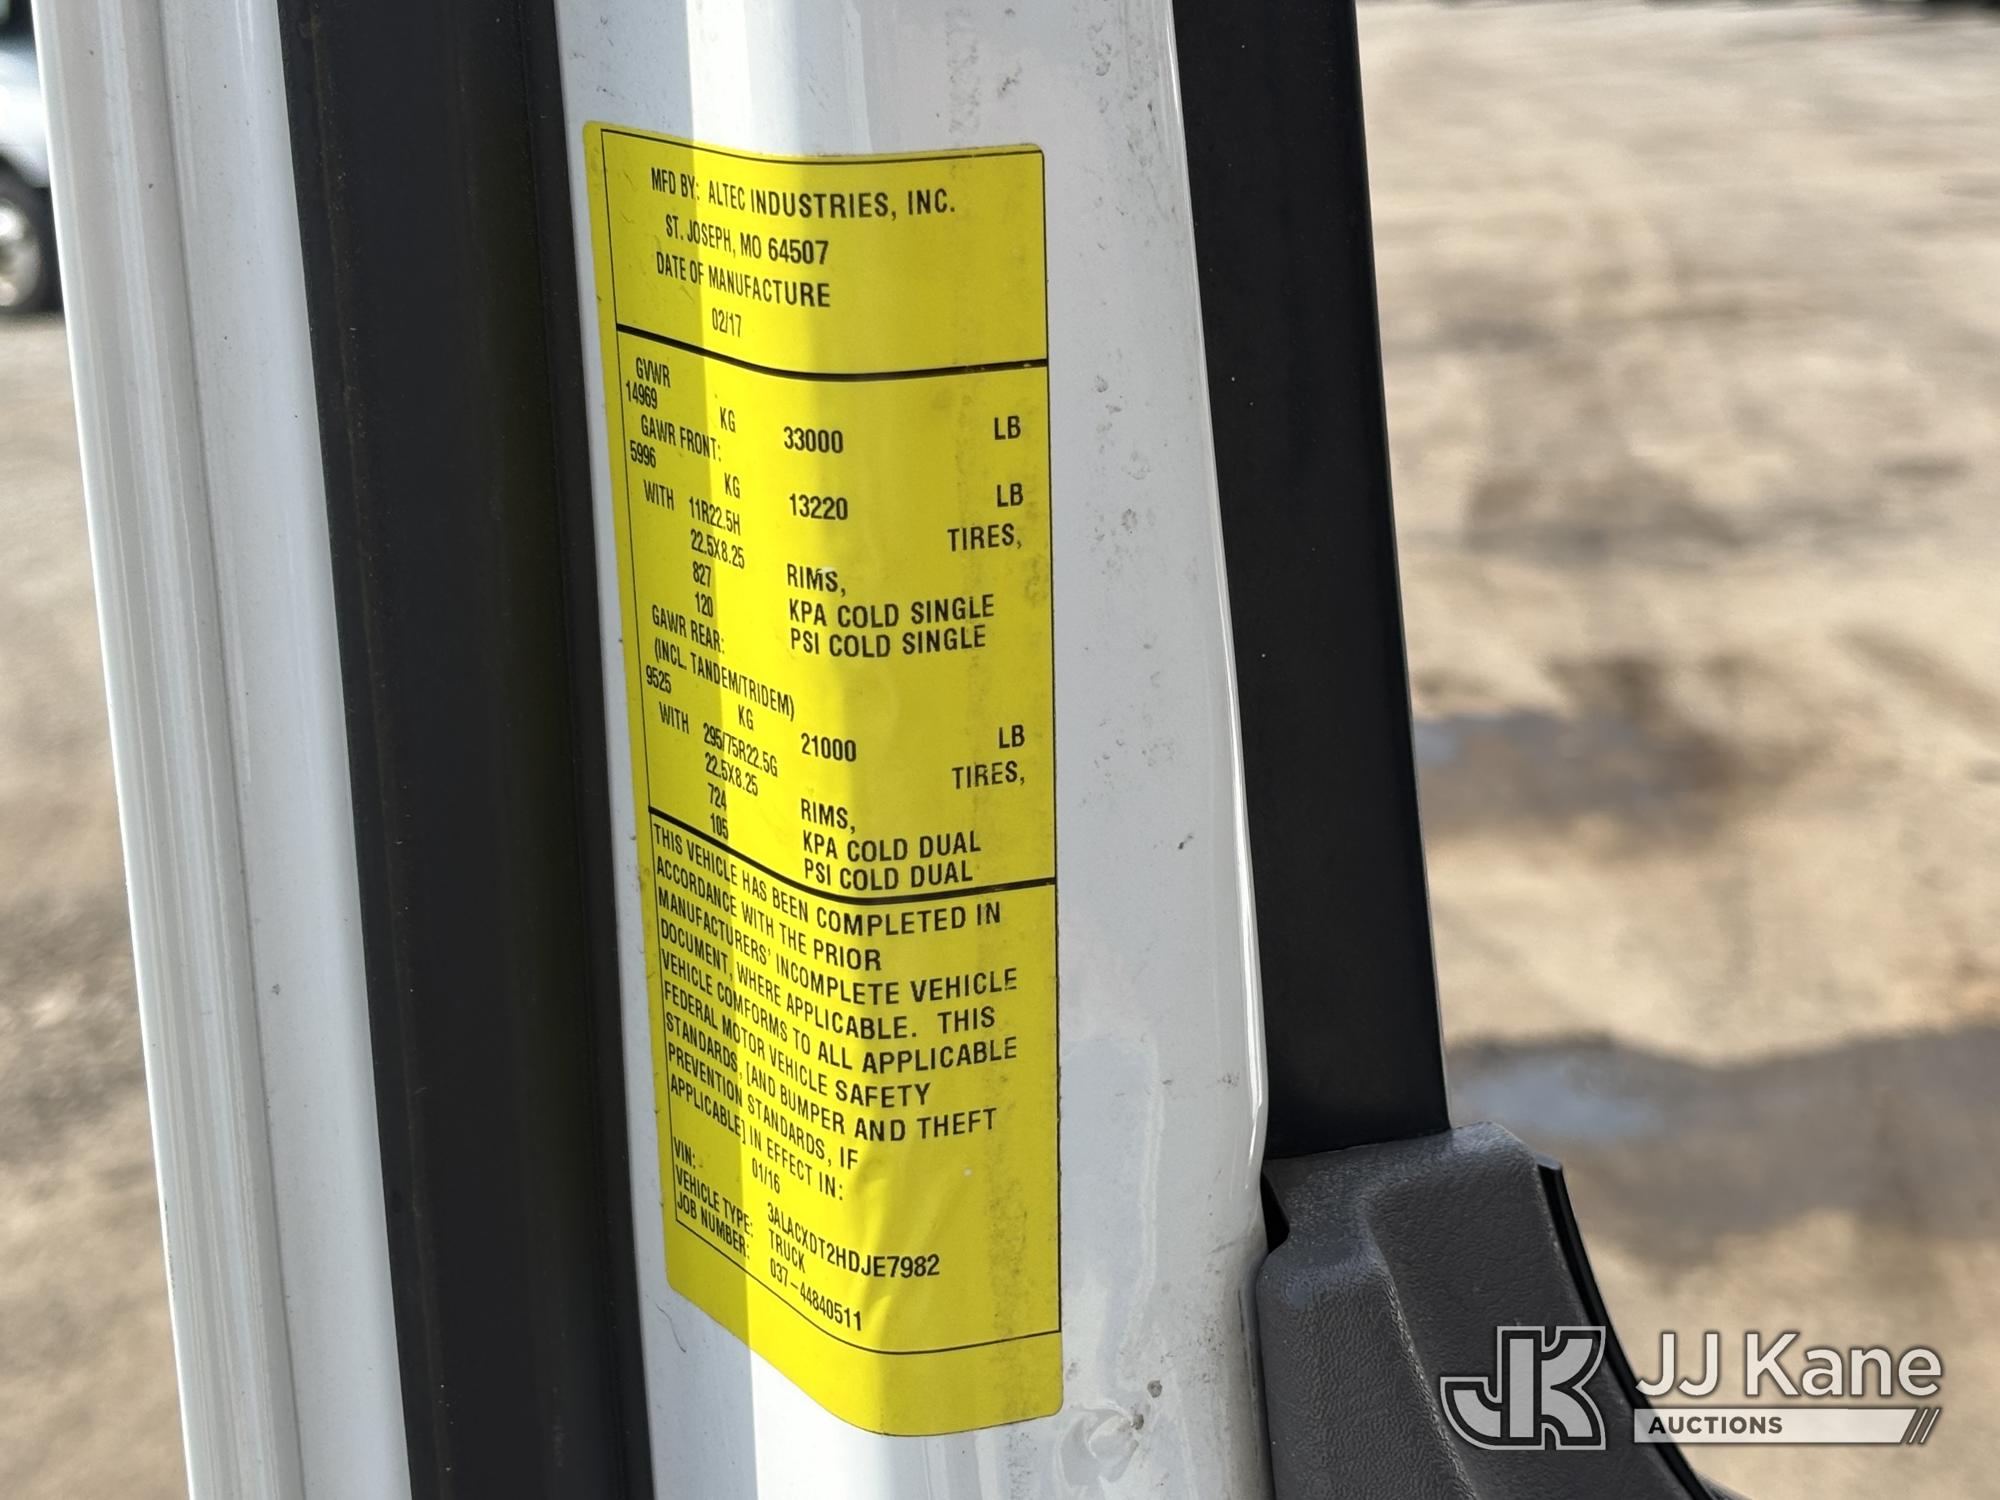 MFD BY: ALTEC INDUSTRIES, INC.
ST. JOSEPH, MO 64507
DATE OF MANUFACTURE
02/17
GVWR
14969 KG 33000 LB
GAWR FRONT:
5996 KG 13220 LB
WITH 11R22.5H TIRES,
22.5X8.25 RIMS,
827 KPA COLD SINGLE
120 PSI COLD SINGLE
GAWR REAR:
(INCL. TANDEM/TRIDEM)
9525 KG 21000 LB
WITH 295/75R22.5G TIRES,
22.5X8.25 RIMS,
724 KPA COLD DUAL
105 PSI COLD DUAL
THIS VEHICLE HAS BEEN COMPLETED IN
ACCORDANCE WITH THE PRIOR
MANUFACTURERS' INCOMPLETE VEHICLE
DOCUMENT, WHERE APPLICABLE. THIS
VEHICLE COMFORMS TO ALL APPLICABLE
FEDERAL MOTOR VEHICLE SAFETY
STANDARDS, [AND BUMPER AND THEFT
PREVENTION STANDARDS, IF
APPLICABLE] IN EFFECT IN:
01/16
VIN: 3ALACXDT2HDJE7982
VEHICLE TYPE: TRUCK
JOB NUMBER: 037-44840511
JK JJ Kane
AUCTIONS